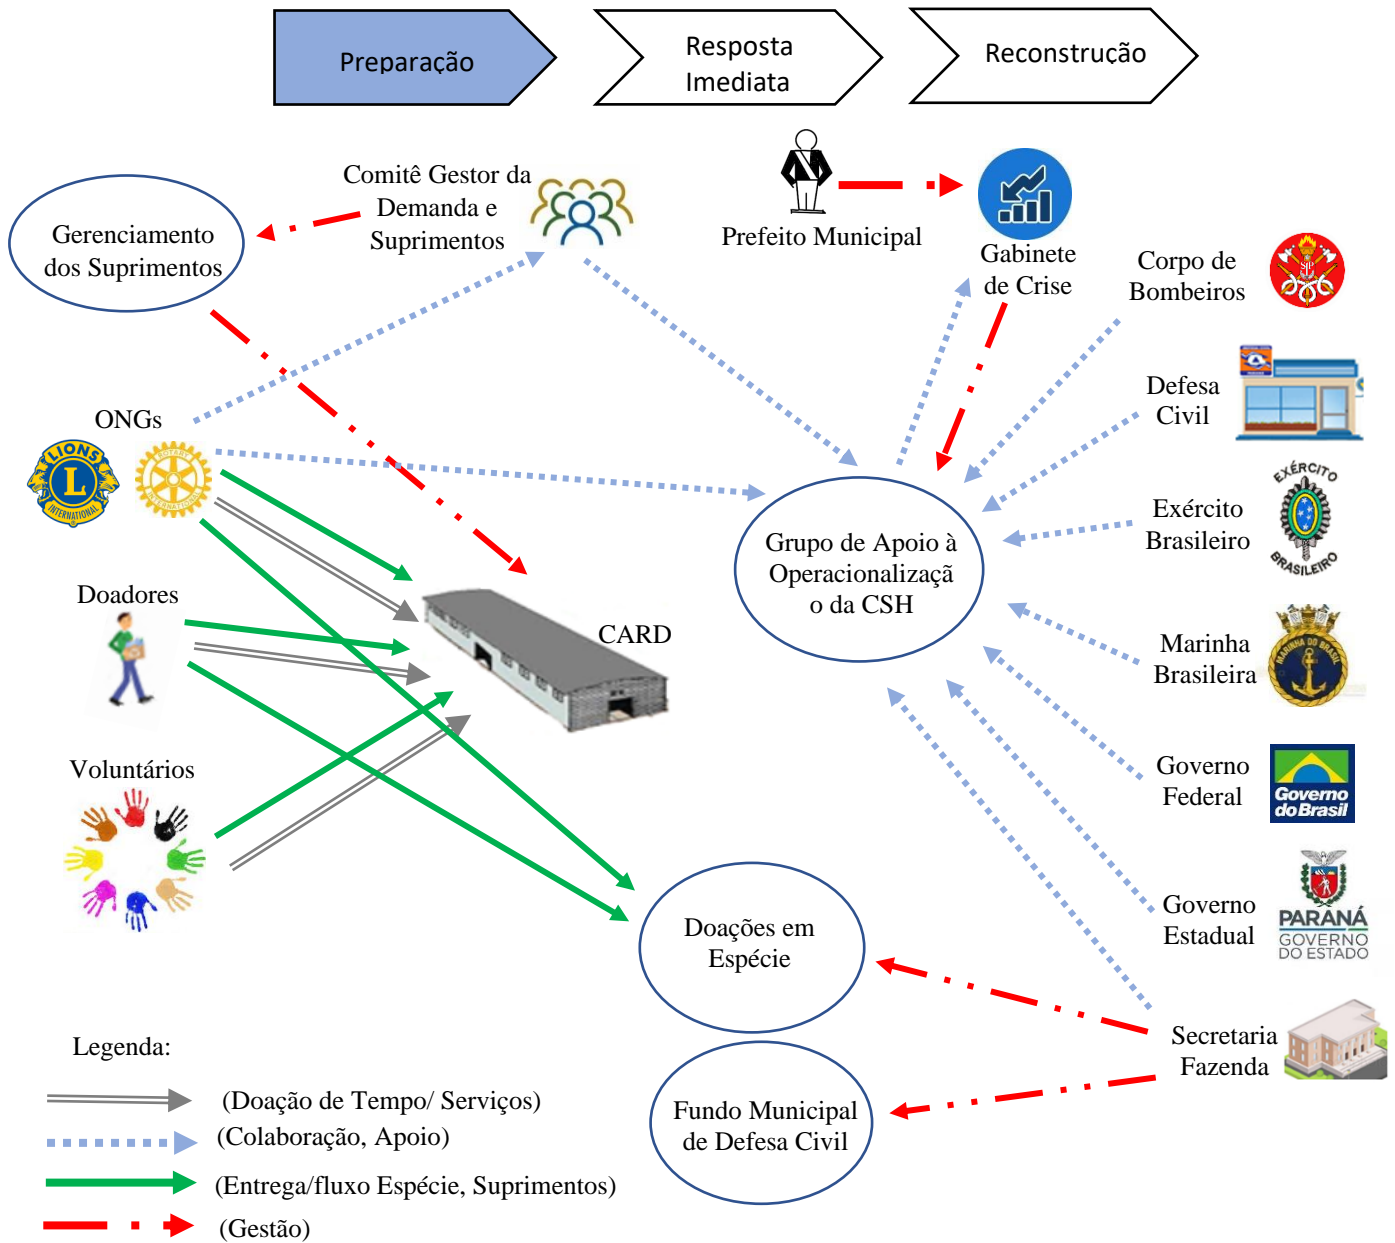 Preparação
Resposta
Imediata
Reconstrução
Comitê Gestor da
Demanda e
Suprimentos
Gerenciamento
dos Suprimentos
Prefeito Municipal
Gabinete
de Crise
Corpo de
Bombeiros
Defesa
Civil
ONGs
LIONS
L
INTERNATIONAL
ROTARY
INTERNATIONAL
Exército
Brasileiro
EXÉRCITO
BRASILEIRO
Grupo de Apoio à
Operacionalizaçã
o da CSH
Doadores
CARD
Marinha
Brasileira
MARINHA DO BRASIL
Voluntários
Governo
Federal
Governo
do Brasil
Governo
Estadual
PARANÁ
GOVERNO
DO ESTADO
Doações em
Espécie
Secretaria
Fazenda
Fundo Municipal
de Defesa Civil
Legenda:
(Doação de Tempo/ Serviços)
(Colaboração, Apoio)
(Entrega/fluxo Espécie, Suprimentos)
(Gestão)